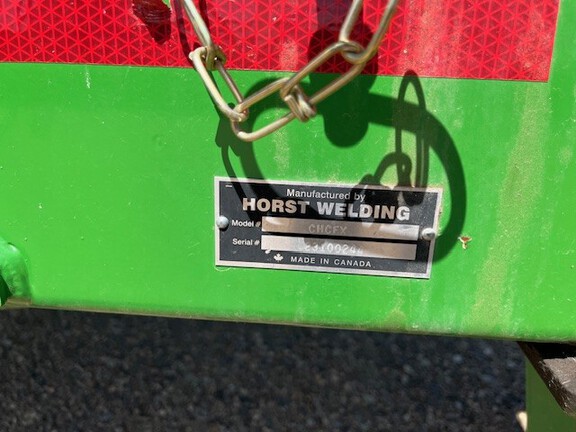 Manufactured by
HORST WELDING
Model #
Serial #
MADE IN CANADA